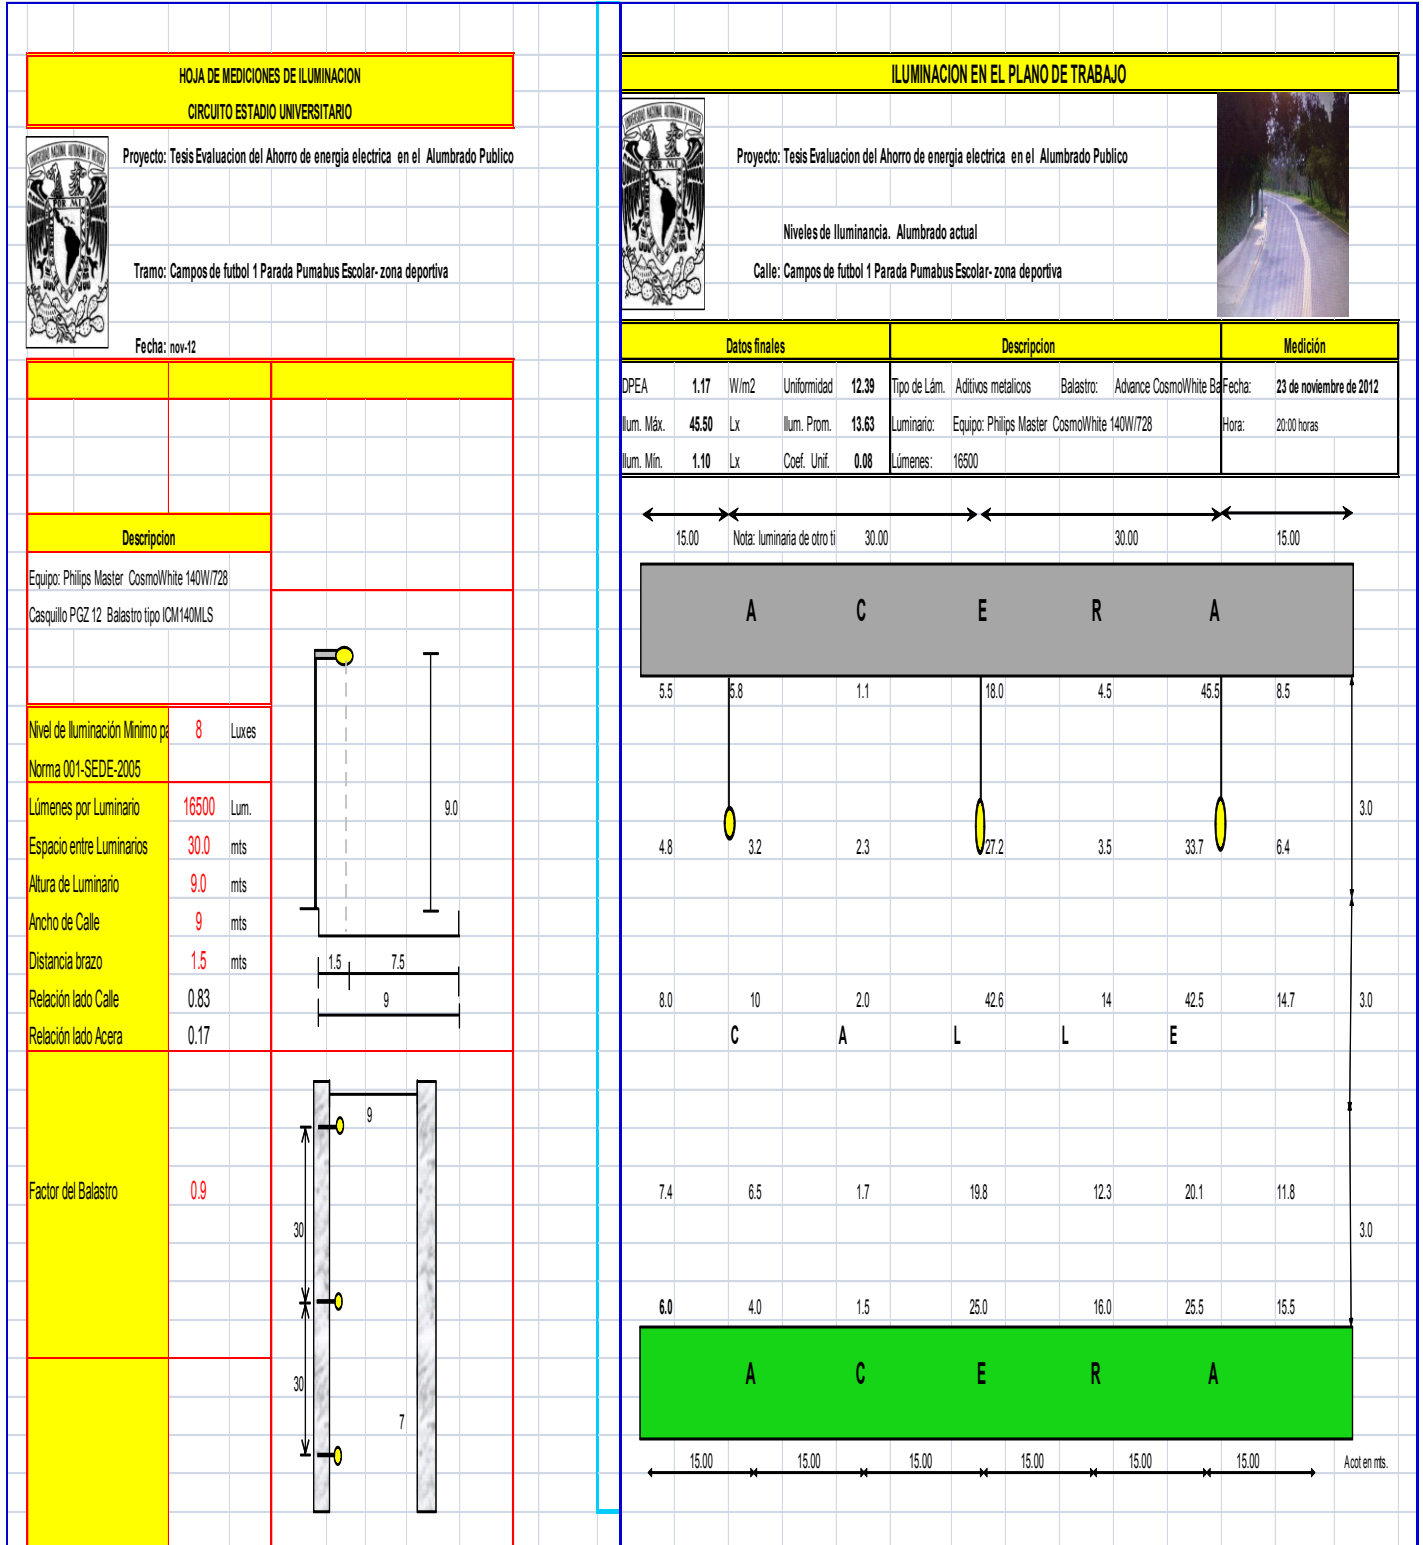 HOJA DE MEDICIONES DE ILUMINACION
CIRCUITO ESTADIO UNIVERSITARIO
Proyecto: Tesis Evaluacion del Ahorro de energia electrica en el Alumbrado Publico
POR MI
Tramo: Campos de futbol 1 Parada Pumabus Escolar- zona deportiva
Fecha: nov-12
Descripcion
Equipo: Philips Master CosmoWhite 140W/728
Casquillo PGZ 12 Balastro tipo ICM140MLS
Nivel de Iluminación Minimo pa 8 Luxes
Norma 001-SEDE-2005
Lúmenes por Luminario 16500 Lum.
Espacio entre Luminarios 30.0 mts
Altura de Luminario 9.0 mts
Ancho de Calle 9 mts
Distancia brazo 1.5 mts
Relación lado Calle 0.83
Relación lado Acera 0.17
Factor del Balastro 0.9
9.0
1.5 7.5
9
9
30
30
7
ILUMINACION EN EL PLANO DE TRABAJO
Proyecto: Tesis Evaluacion del Ahorro de energia electrica en el Alumbrado Publico
POR MI
Niveles de Iluminancia. Alumbrado actual
Calle: Campos de futbol 1 Parada Pumabus Escolar- zona deportiva
Datos finales Descripcion Medición
DPEA 1.17 W/m2 Uniformidad 12.39 Tipo de Lám. Aditivos metalicos Balastro: Advance CosmoWhite Ba Fecha: 23 de noviembre de 2012
Ilum. Máx. 45.50 Lx Ilum. Prom. 13.63 Luminario: Equipo: Philips Master CosmoWhite 140W/728 Hora: 20:00 horas
Ilum. Mín. 1.10 Lx Coef. Unif. 0.08 Lúmenes: 16500
15.00 Nota: luminaria de otro ti 30.00 30.00 15.00
A C E R A
5.5 5.8 1.1 18.0 4.5 45.5 8.5
3.0
4.8 3.2 2.3 27.2 3.5 33.7 6.4
8.0 10 2.0 42.6 14 42.5 14.7 3.0
C A L L E
7.4 6.5 1.7 19.8 12.3 20.1 11.8
3.0
6.0 4.0 1.5 25.0 16.0 25.5 15.5
A C E R A
15.00 15.00 15.00 15.00 15.00 15.00 Acot en mts.